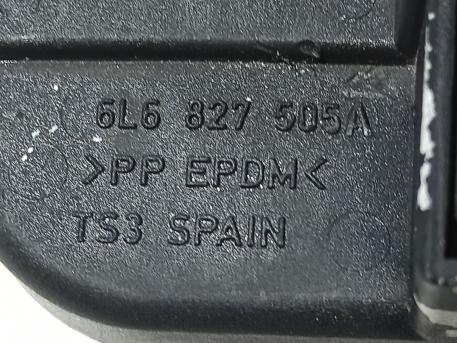 6L6 827 505A
>PP EPDM<
TS3 SPAIN